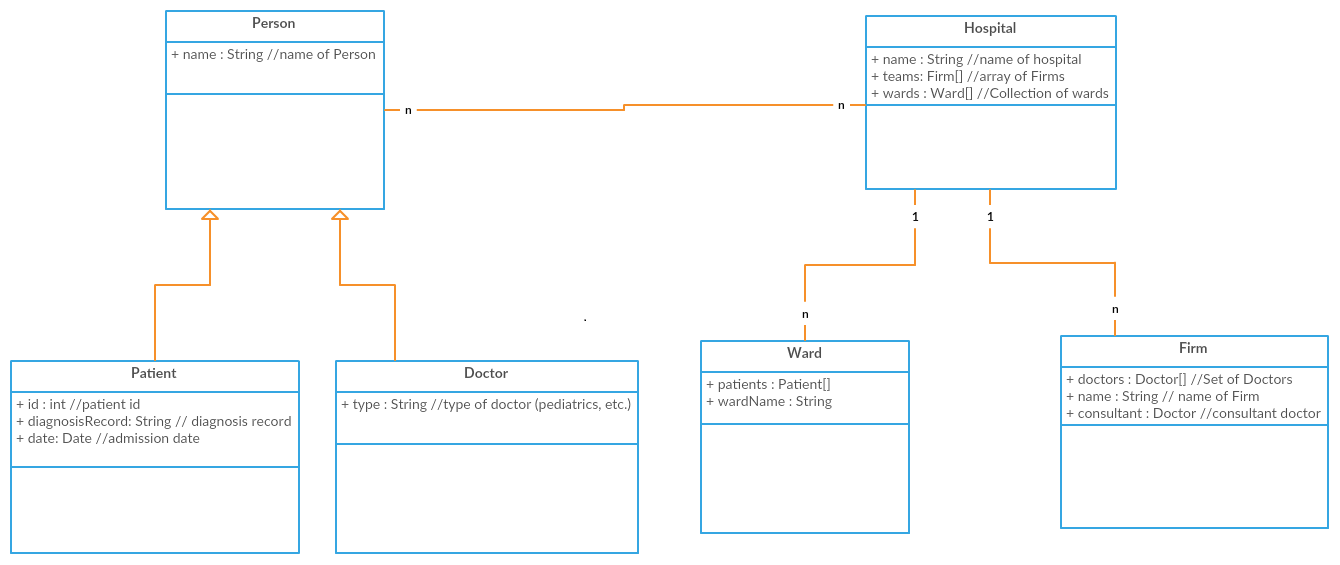 Person
+ name : String //name of Person
Hospital
+ name : String //name of hospital
+ teams: Firm[] //array of Firms
+ wards : Ward[] //Collection of wards
n
n
1
1
n
n
.
Patient
+ id : int //patient id
+ diagnosisRecord: String // diagnosis record
+ date: Date //admission date
Doctor
+ type : String //type of doctor (pediatrics, etc.)
Ward
+ patients : Patient[]
+ wardName : String
Firm
+ doctors : Doctor[] //Set of Doctors
+ name : String // name of Firm
+ consultant : Doctor //consultant doctor